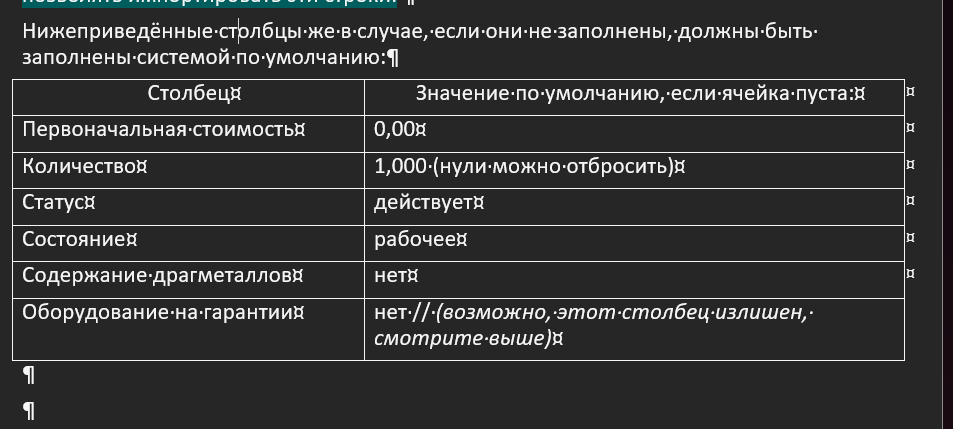 Нижеприведённые столбцы же в случае, если они не заполнены, должны быть
заполнены системой по умолчанию:¶
Столбец¤ Значение по умолчанию, если ячейка пуста:¤ ¤
Первоначальная стоимость¤ 0,00¤ ¤
Количество¤ 1,000 (нули можно отбросить)¤ ¤
Статус¤ действует¤ ¤
Состояние¤ рабочее¤ ¤
Содержание драгметаллов¤ нет¤ ¤
Оборудование на гарантии¤ нет // (возможно, этот столбец излишен,
смотрите выше)¤
¶
¶